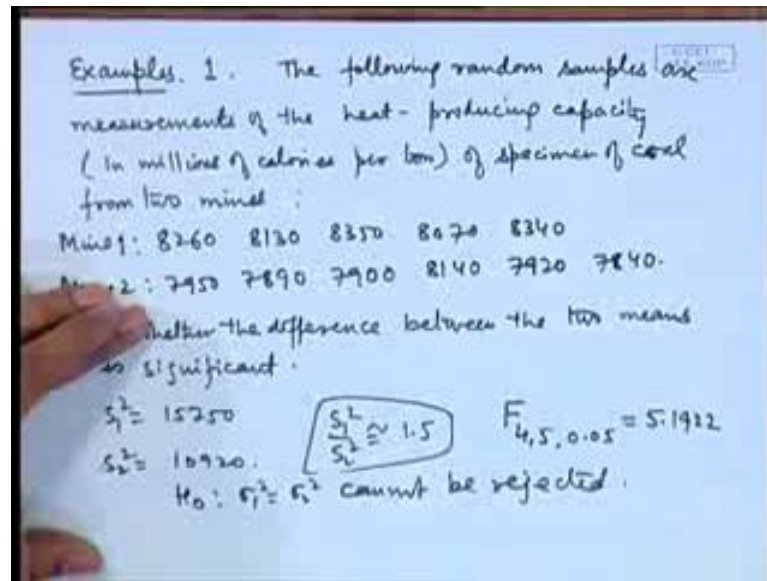 Examples. 1. The following random samples are
measurements of the heat-producing capacity
(in millions of calories per ton) of specimen of coal
from two mines :
Mine 1: 8260 8130 8350 8070 8340
2: 7950 7890 7900 8140 7920 7840.
whether the difference between the two means
is significant.
S₁² = 15750
S₁²/S₂² ≅ 1.5
F₄,₅,₀.₀₅ = 5.1922
S₂² = 10920.
H₀: σ₁² = σ₂² cannot be rejected.